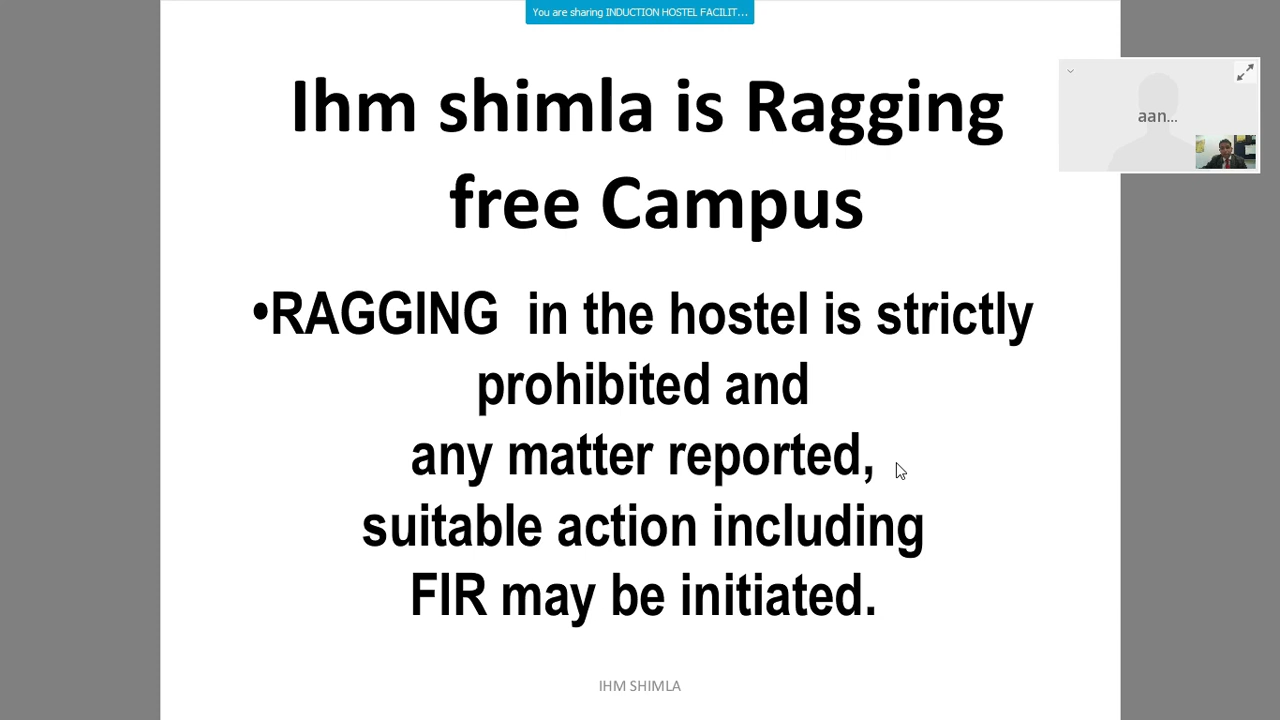 You are sharing INDUCTION HOSTEL FACILIT...
Ihm shimla is Ragging
free Campus
aan...
•RAGGING in the hostel is strictly
prohibited and
any matter reported,
suitable action including
FIR may be initiated.
IHM SHIMLA